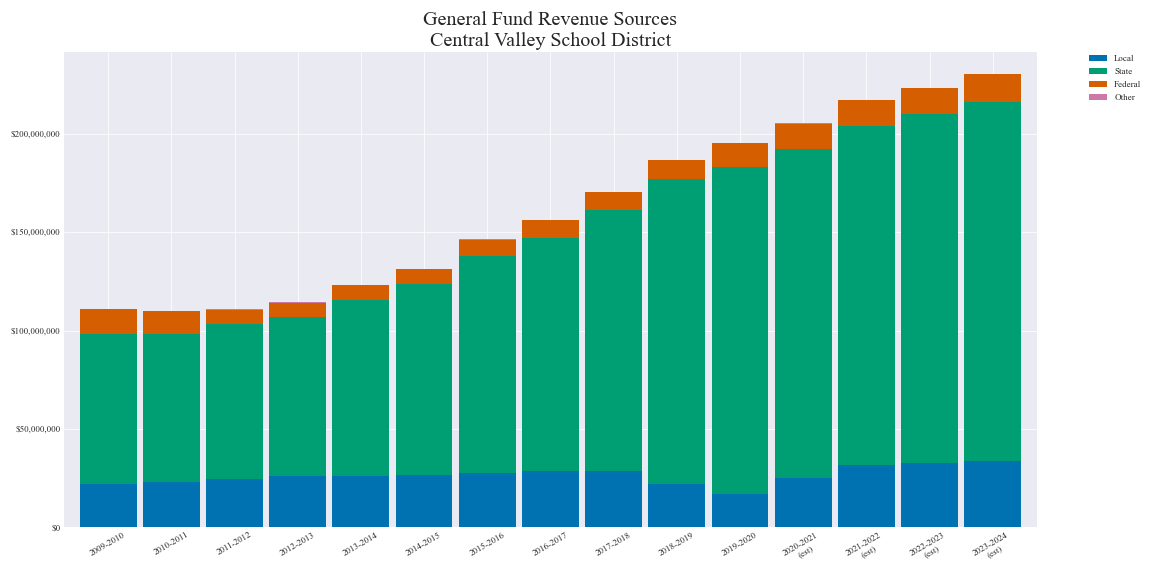 General Fund Revenue Sources
Central Valley School District
Local
State
Federal
Other
$200,000,000
$150,000,000
$100,000,000
$50,000,000
$0
2009-2010
2010-2011
2011-2012
2012-2013
2013-2014
2014-2015
2015-2016
2016-2017
2017-2018
2018-2019
2019-2020
2020-2021
(est)
2021-2022
(est)
2022-2023
(est)
2023-2024
(est)